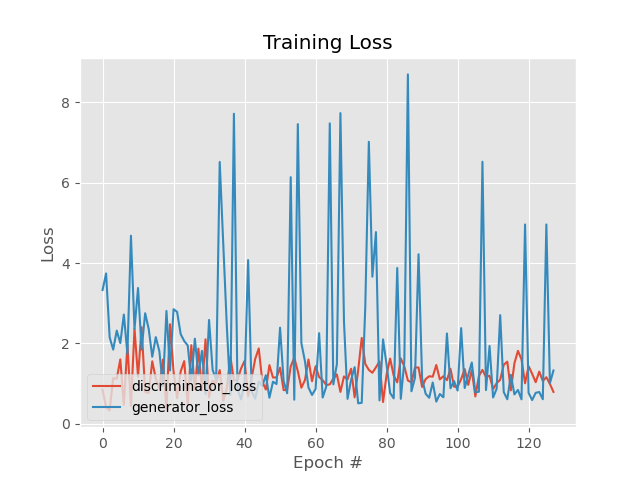 Training Loss
Loss
8
6
4
2
0
discriminator_loss
generator_loss
0 20 40 60 80 100 120
Epoch #